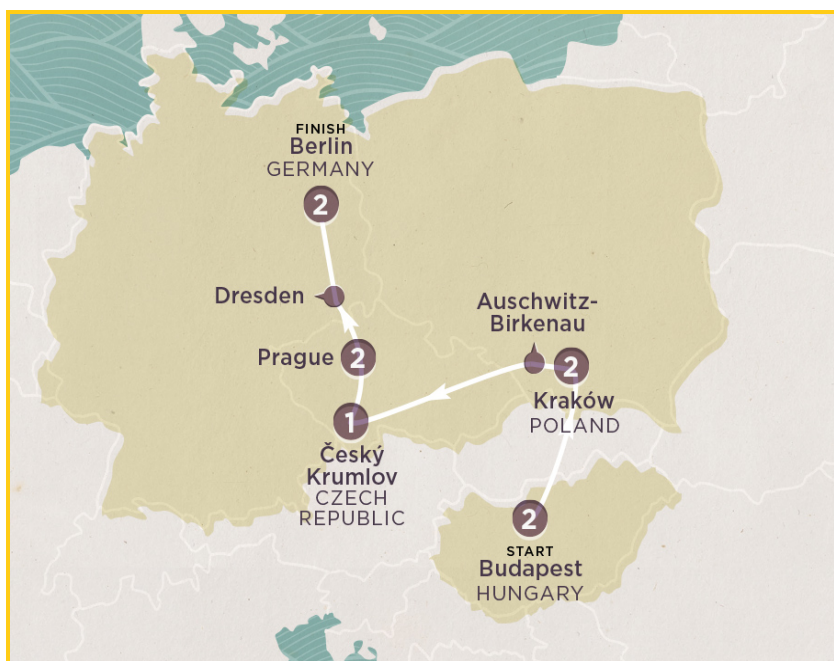 FINISH
Berlin
GERMANY
2
Dresden
Auschwitz-
Birkenau
Prague
2
2
Kraków
POLAND
1
Český
Krumlov
CZECH
REPUBLIC
2
START
Budapest
HUNGARY